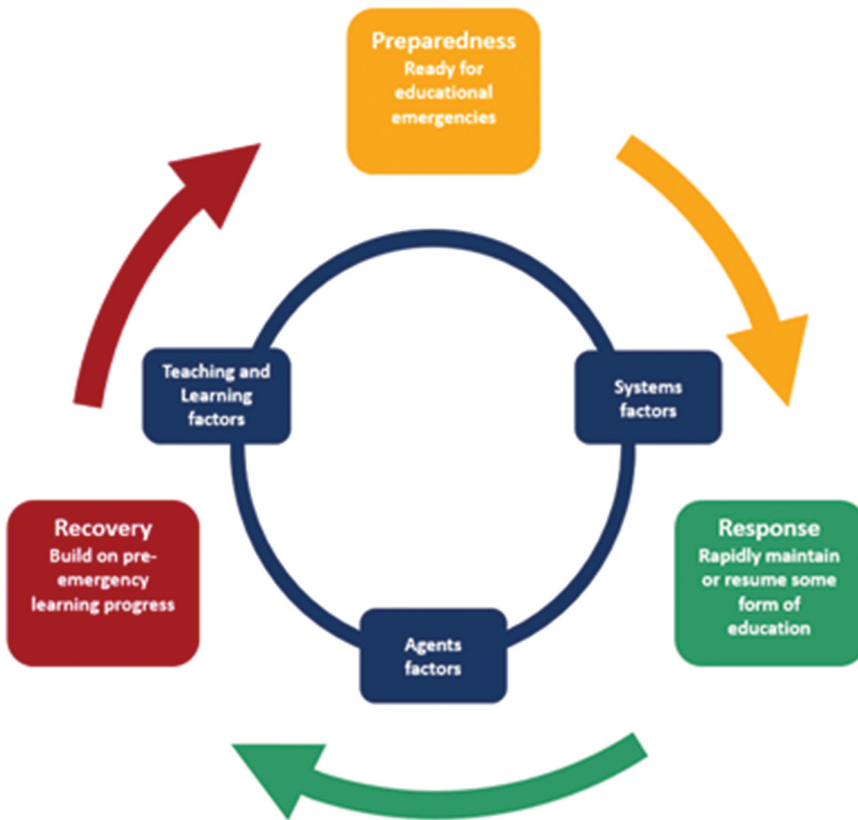 Preparedness
Ready for
educational
emergencies
Teaching and
Learning
factors
Systems
factors
Recovery
Build on pre-
emergency
learning progress
Response
Rapidly maintain
or resume some
form of
education
Agents
factors